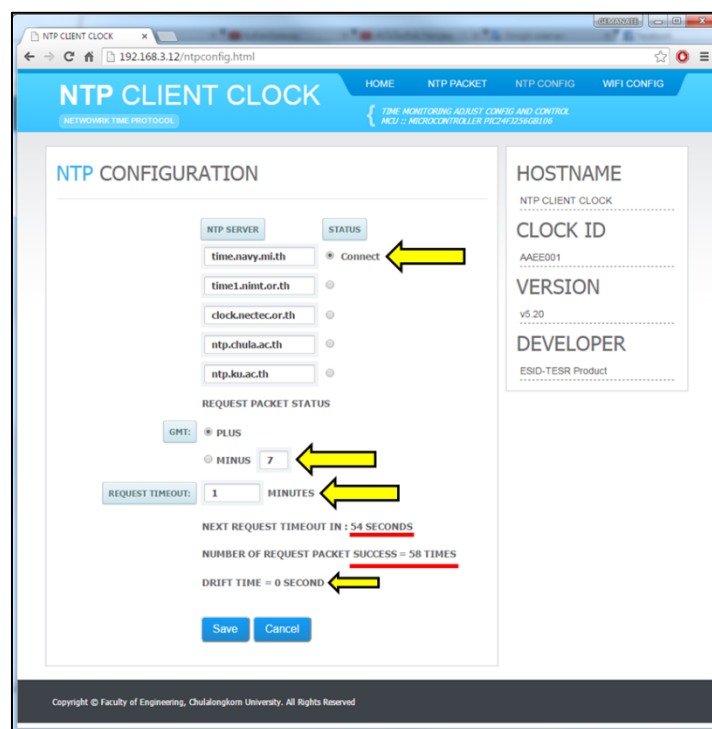 GEMANATE
NTP CLIENT CLOCK
192.168.3.12/ntpconfig.html
NTP CLIENT CLOCK
NETWOWRK TIME PROTOCOL
HOME NTP PACKET NTP CONFIG WIFI CONFIG
{ TIME MONITORING ADJUST CONFIG AND CONTROL
MCU :: MICROCONTROLLER PIC24FJ256GB106
NTP CONFIGURATION
NTP SERVER STATUS
time.navy.mi.th Connect
time1.nimt.or.th
clock.nectec.or.th
ntp.chula.ac.th
ntp.ku.ac.th
REQUEST PACKET STATUS
GMT: PLUS
MINUS 7
REQUEST TIMEOUT: 1 MINUTES
NEXT REQUEST TIMEOUT IN : 54 SECONDS
NUMBER OF REQUEST PACKET SUCCESS = 58 TIMES
DRIFT TIME = 0 SECOND
Save Cancel
HOSTNAME
NTP CLIENT CLOCK
CLOCK ID
AAEE001
VERSION
v5.20
DEVELOPER
ESID-TESR Product
Copyright © Faculty of Engineering, Chulalongkorn University. All Rights Reserved